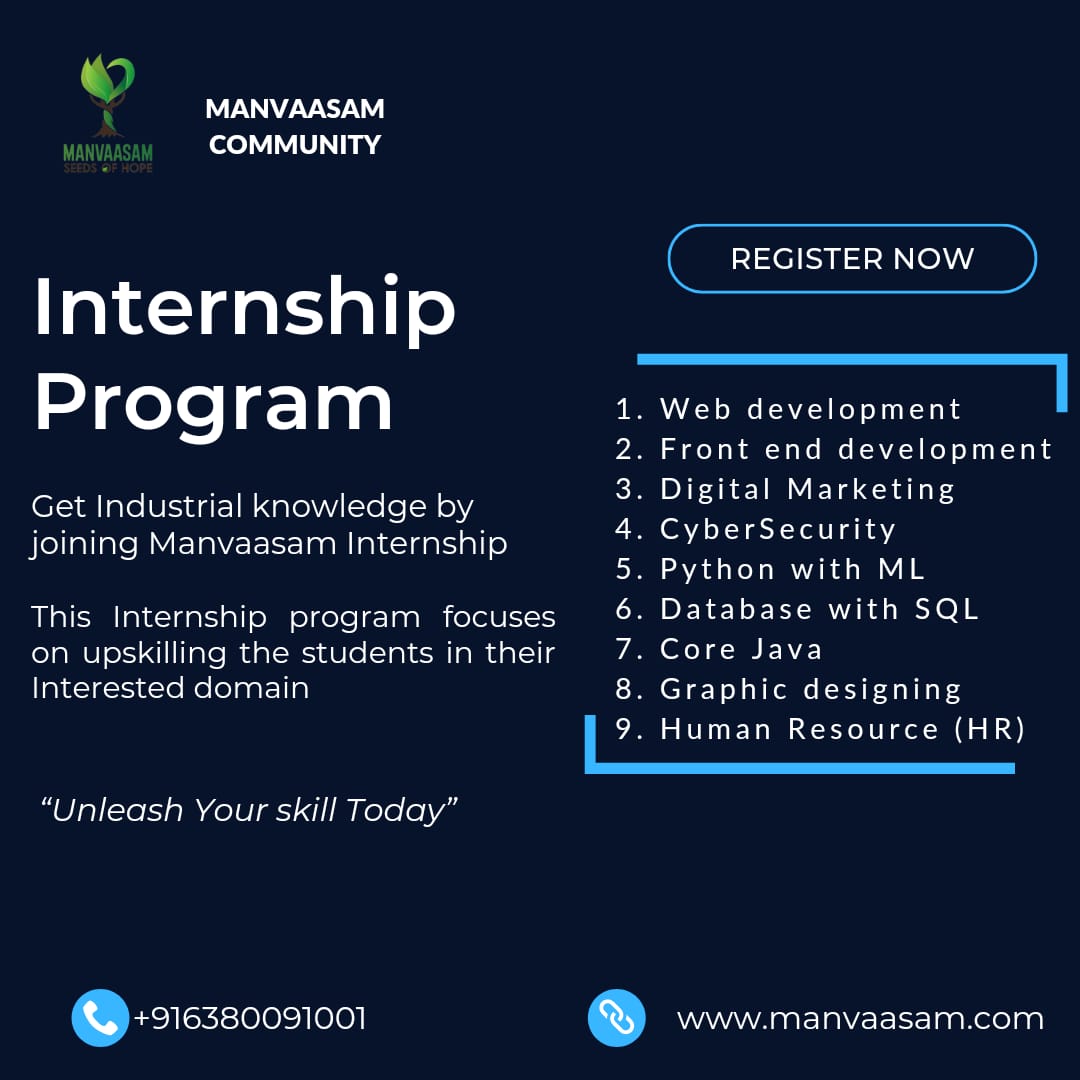 MANVAASAM
SEEDS OF HOPE
MANVAASAM
COMMUNITY
Internship
Program
Get Industrial knowledge by
joining Manvaasam Internship
This Internship program focuses
on upskilling the students in their
Interested domain
“Unleash Your skill Today”
REGISTER NOW
1. Web development
2. Front end development
3. Digital Marketing
4. CyberSecurity
5. Python with ML
6. Database with SQL
7. Core Java
8. Graphic designing
9. Human Resource (HR)
+916380091001
www.manvaasam.com